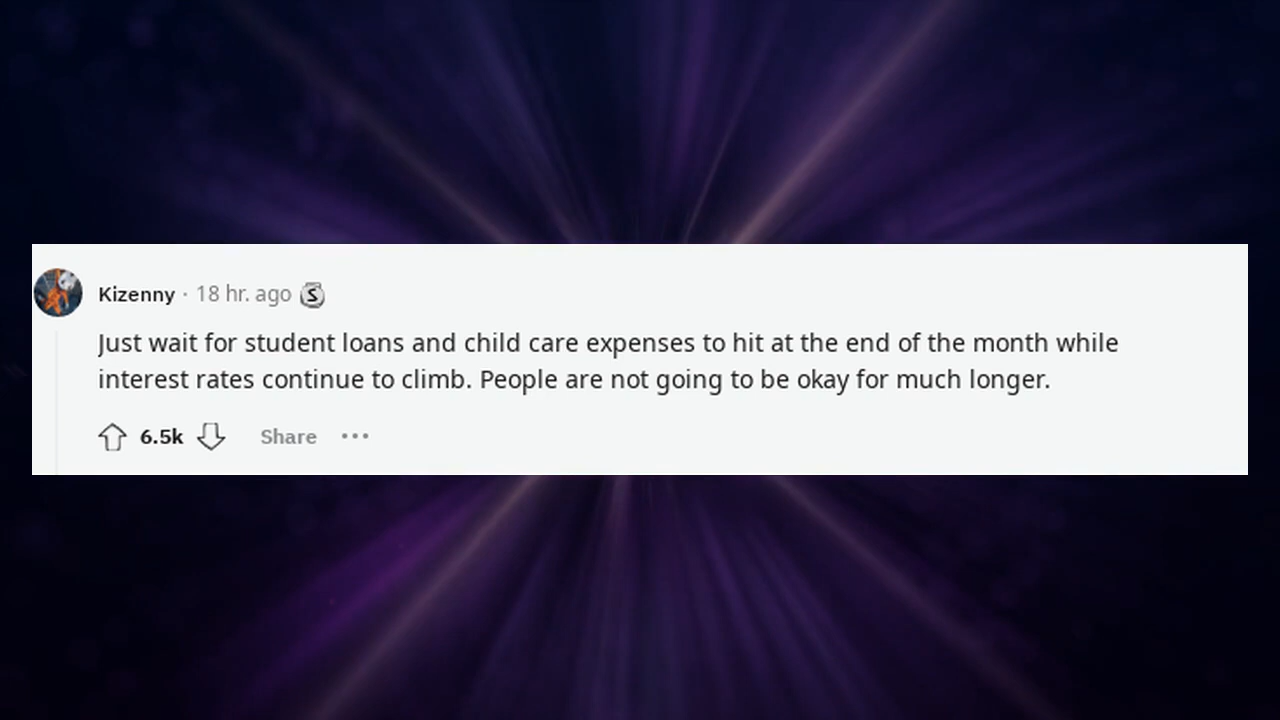 Kizenny · 18 hr. ago S
Just wait for student loans and child care expenses to hit at the end of the month while
interest rates continue to climb. People are not going to be okay for much longer.
6.5k Share •••